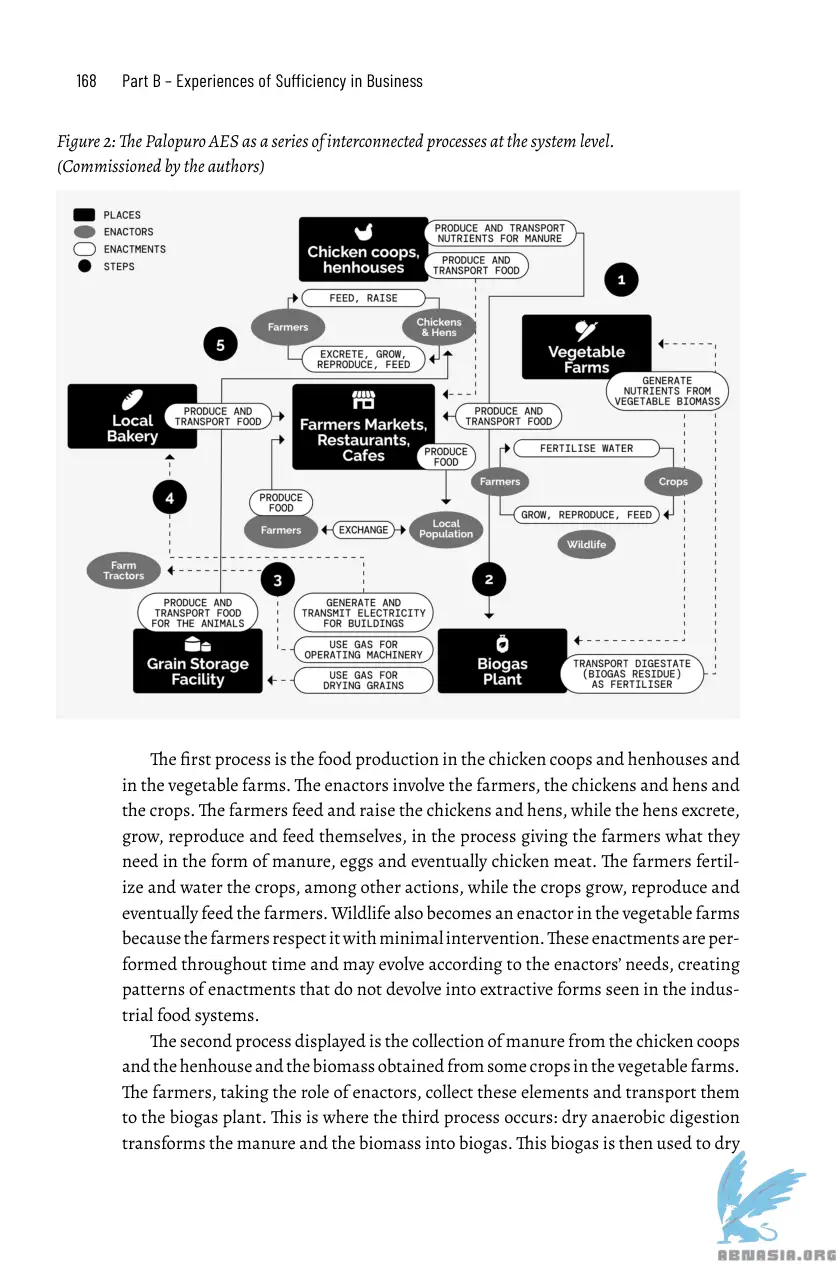 168 Part B – Experiences of Sufficiency in Business
Figure 2: The Palopuro AES as a series of interconnected processes at the system level.
(Commissioned by the authors)
PLACES
ENACTORS
ENACTMENTS
STEPS
Chicken coops,
henhouses
PRODUCE AND TRANSPORT
NUTRIENTS FOR MANURE
PRODUCE AND
TRANSPORT FOOD
1
FEED, RAISE
Farmers
Chickens
& Hens
EXCRETE, GROW,
REPRODUCE, FEED
5
Vegetable
Farms
GENERATE
NUTRIENTS FROM
VEGETABLE BIOMASS
Local
Bakery
PRODUCE AND
TRANSPORT FOOD
Farmers Markets,
Restaurants,
Cafes
PRODUCE AND
TRANSPORT FOOD
PRODUCE
FOOD
FERTILISE WATER
Farmers
Crops
GROW, REPRODUCE, FEED
Wildlife
4
PRODUCE
FOOD
Farmers
EXCHANGE
Local
Population
Farm
Tractors
3
2
PRODUCE AND
TRANSPORT FOOD
FOR THE ANIMALS
GENERATE AND
TRANSMIT ELECTRICITY
FOR BUILDINGS
USE GAS FOR
OPERATING MACHINERY
USE GAS FOR
DRYING GRAINS
Grain Storage
Facility
Biogas
Plant
TRANSPORT DIGESTATE
(BIOGAS RESIDUE)
AS FERTILISER
The first process is the food production in the chicken coops and henhouses and
in the vegetable farms. The enactors involve the farmers, the chickens and hens and
the crops. The farmers feed and raise the chickens and hens, while the hens excrete,
grow, reproduce and feed themselves, in the process giving the farmers what they
need in the form of manure, eggs and eventually chicken meat. The farmers fertil-
ize and water the crops, among other actions, while the crops grow, reproduce and
eventually feed the farmers. Wildlife also becomes an enactor in the vegetable farms
because the farmers respect it with minimal intervention. These enactments are per-
formed throughout time and may evolve according to the enactors’ needs, creating
patterns of enactments that do not devolve into extractive forms seen in the indus-
trial food systems.
The second process displayed is the collection of manure from the chicken coops
and the henhouse and the biomass obtained from some crops in the vegetable farms.
The farmers, taking the role of enactors, collect these elements and transport them
to the biogas plant. This is where the third process occurs: dry anaerobic digestion
transforms the manure and the biomass into biogas. This biogas is then used to dry
ABNASIA.ORG